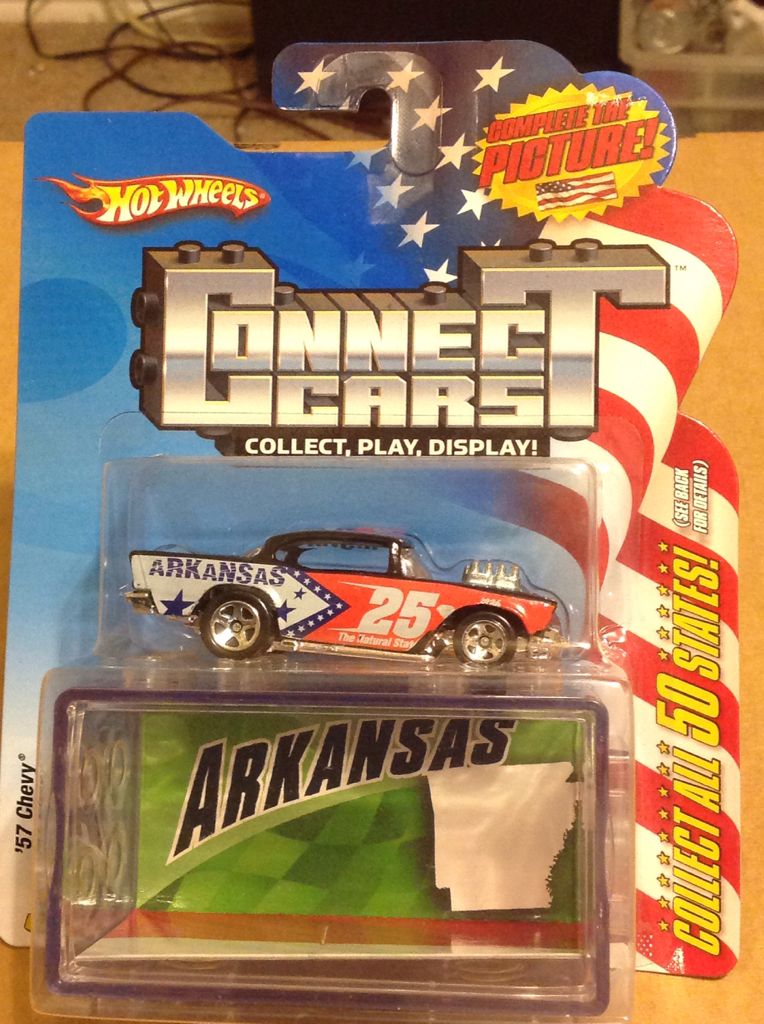 COMPLETE THE
PICTURE!
HOT WHEELS®
CONNECT
CARS
™
COLLECT, PLAY, DISPLAY!
ARKANSAS
25
The Natural State
'57 Chevy®
ARKANSAS
COLLECT ALL 50 STATES!
(SEE BACK
FOR DETAILS)